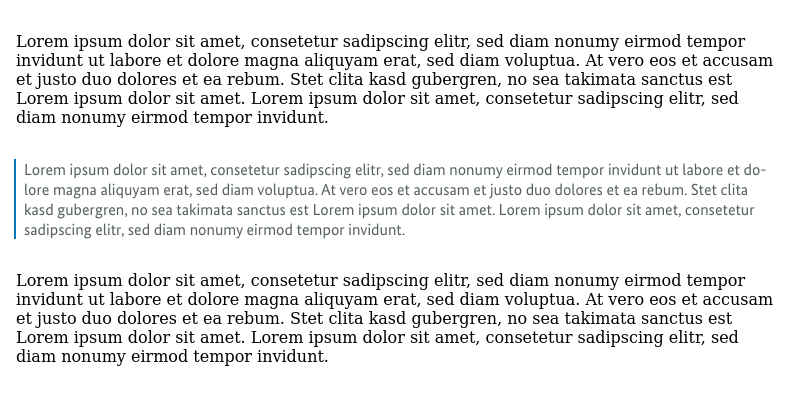 Lorem ipsum dolor sit amet, consetetur sadipscing elitr, sed diam nonumy eirmod tempor
invidunt ut labore et dolore magna aliquyam erat, sed diam voluptua. At vero eos et accusam
et justo duo dolores et ea rebum. Stet clita kasd gubergren, no sea takimata sanctus est
Lorem ipsum dolor sit amet. Lorem ipsum dolor sit amet, consetetur sadipscing elitr, sed
diam nonumy eirmod tempor invidunt.
Lorem ipsum dolor sit amet, consetetur sadipscing elitr, sed diam nonumy eirmod tempor invidunt ut labore et do-
lore magna aliquyam erat, sed diam voluptua. At vero eos et accusam et justo duo dolores et ea rebum. Stet clita
kasd gubergren, no sea takimata sanctus est Lorem ipsum dolor sit amet. Lorem ipsum dolor sit amet, consetetur
sadipscing elitr, sed diam nonumy eirmod tempor invidunt.
Lorem ipsum dolor sit amet, consetetur sadipscing elitr, sed diam nonumy eirmod tempor
invidunt ut labore et dolore magna aliquyam erat, sed diam voluptua. At vero eos et accusam
et justo duo dolores et ea rebum. Stet clita kasd gubergren, no sea takimata sanctus est
Lorem ipsum dolor sit amet. Lorem ipsum dolor sit amet, consetetur sadipscing elitr, sed
diam nonumy eirmod tempor invidunt.